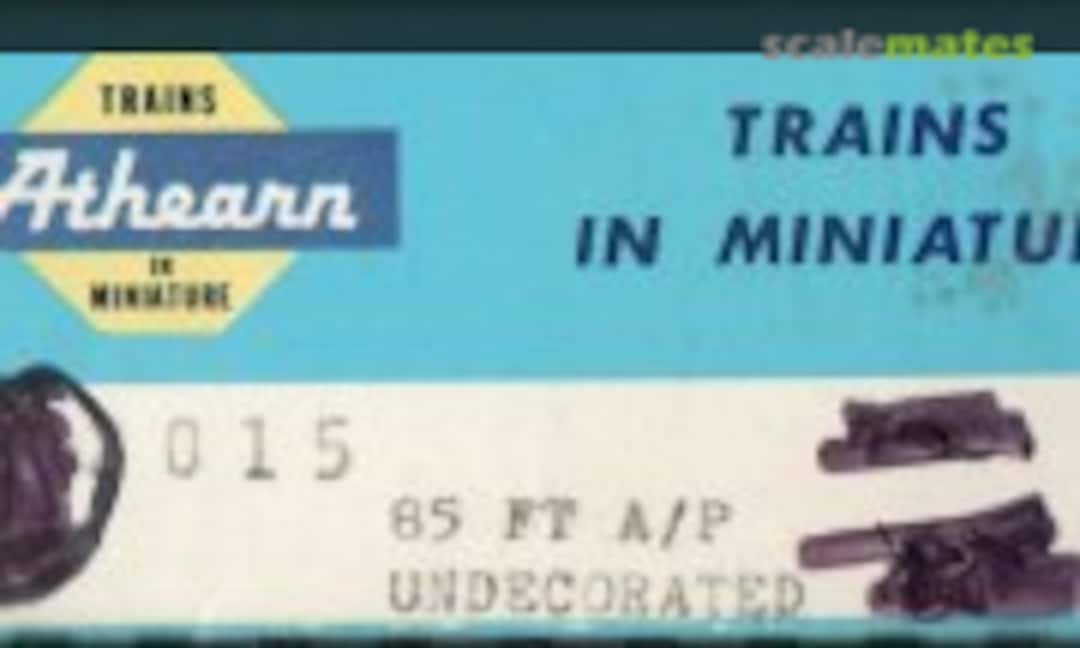 scalemates
TRAINS
Athearn
IN
MINIATURE
TRAINS
IN MINIATU
015
85 FT A/P
UNDECORATED